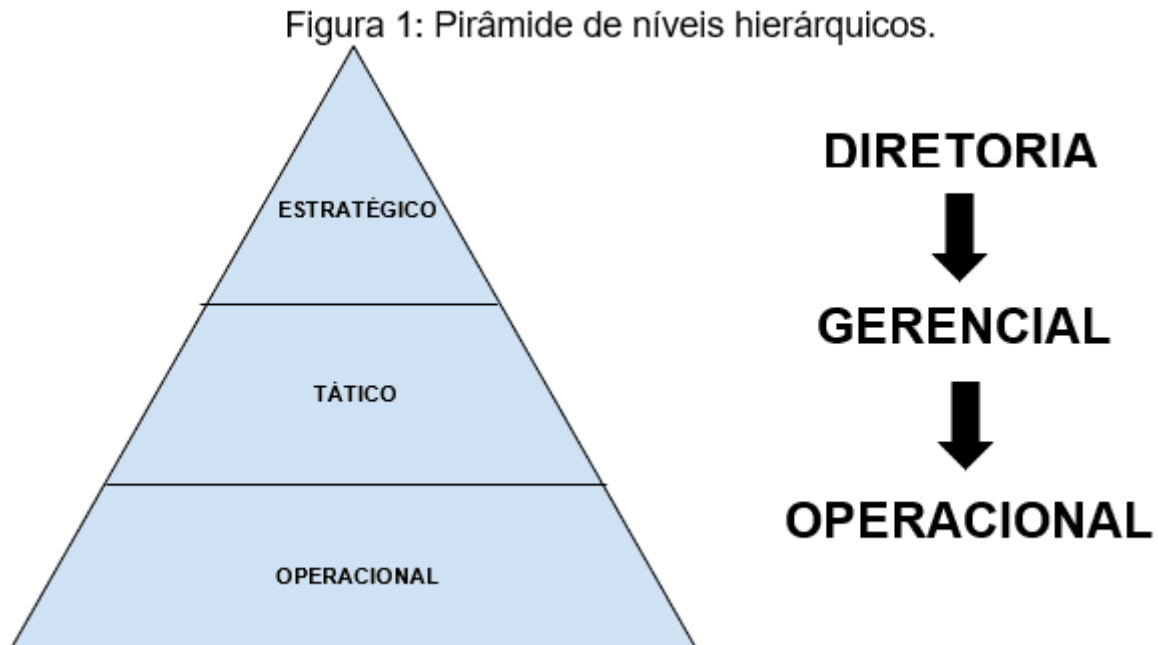 Figura 1: Pirâmide de níveis hierárquicos.
ESTRATÉGICO
TÁTICO
OPERACIONAL
DIRETORIA
GERENCIAL
OPERACIONAL